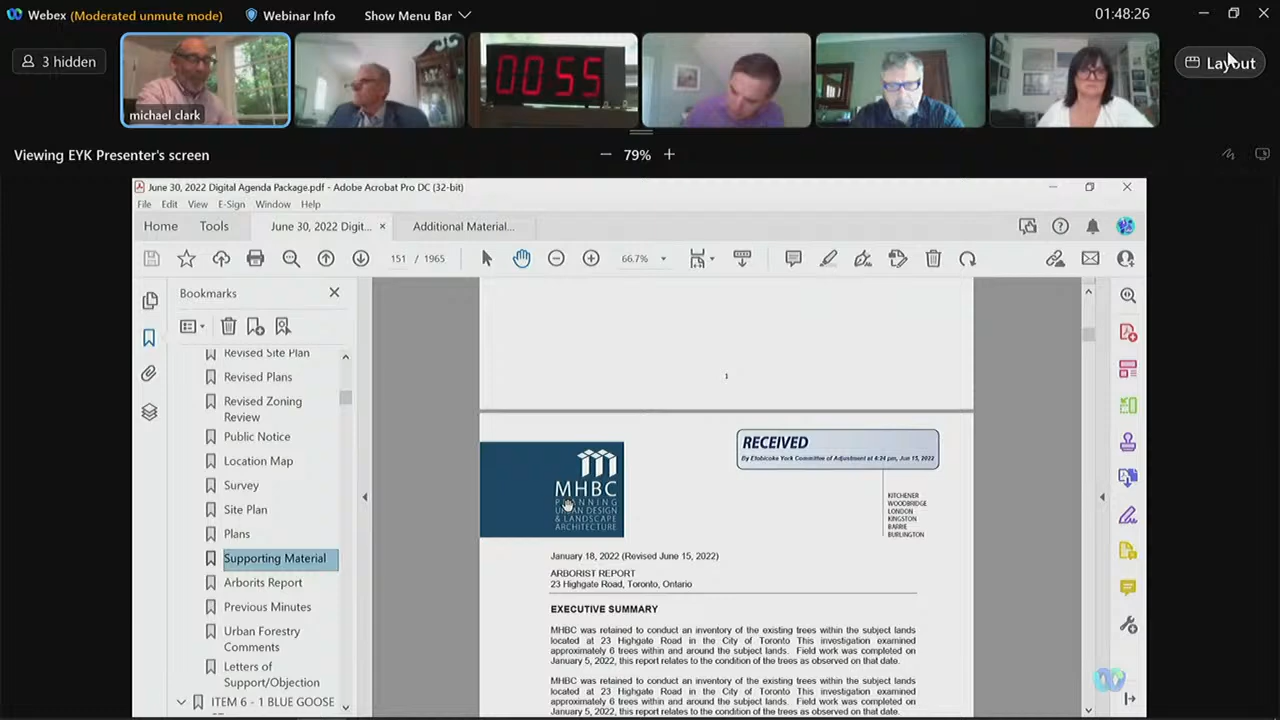 Webex (Moderated unmute mode) Webinar Info Show Menu Bar 01:48:26
3 hidden
0055
Layout
michael clark
Viewing EYK Presenter's screen
79%
June 30, 2022 Digital Agenda Package.pdf - Adobe Acrobat Pro DC (32-bit)
File Edit View E-Sign Window Help
Home Tools June 30, 2022 Digit... × Additional Material...
151 / 1965 66.7%
Bookmarks
Revised Site Plan
Revised Plans
Revised Zoning
Review
Public Notice
Location Map
Survey
Site Plan
Plans
Supporting Material
Arborits Report
Previous Minutes
Urban Forestry
Comments
Letters of
Support/Objection
ITEM 6 - 1 BLUE GOOSE
1
RECEIVED
By Etobicoke York Committee of Adjustment at 4:24 pm, Jun 15, 2022
MHBC
PLANNING
URBAN DESIGN
& LANDSCAPE
ARCHITECTURE
KITCHENER
WOODBRIDGE
LONDON
KINGSTON
BARRIE
BURLINGTON
January 18, 2022 (Revised June 15, 2022)
ARBORIST REPORT
23 Highgate Road, Toronto, Ontario
EXECUTIVE SUMMARY
MHBC was retained to conduct an inventory of the existing trees within the subject lands
located at 23 Highgate Road in the City of Toronto This investigation examined
approximately 6 trees within and around the subject lands. Field work was completed on
January 5, 2022, this report relates to the condition of the trees as observed on that date.
MHBC was retained to conduct an inventory of the existing trees within the subject lands
located at 23 Highgate Road in the City of Toronto This investigation examined
approximately 6 trees within and around the subject lands. Field work was completed on
January 5, 2022, this report relates to the condition of the trees as observed on that date.